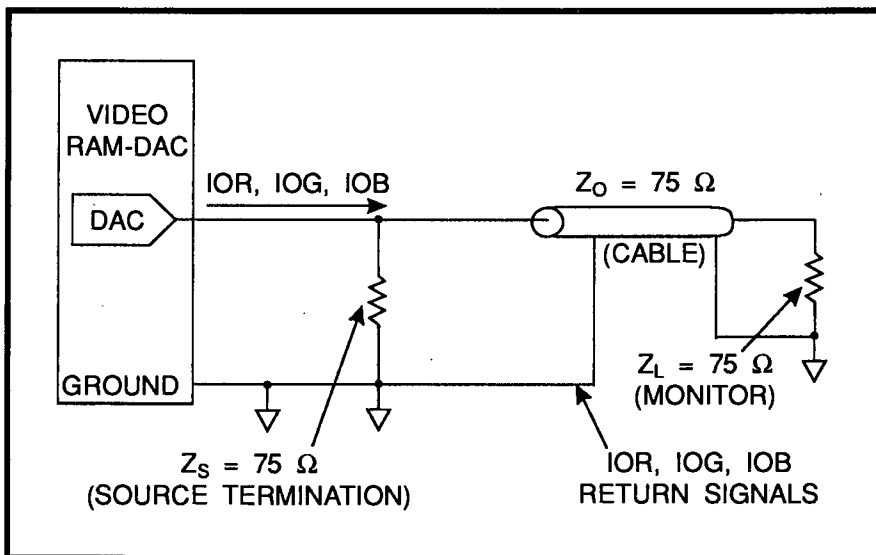 VIDEO
RAM-DAC
IOR, IOG, IOB
DAC
Z_O = 75 Ω
(CABLE)
GROUND
Z_L = 75 Ω
(MONITOR)
Z_S = 75 Ω
(SOURCE TERMINATION)
IOR, IOG, IOB
RETURN SIGNALS